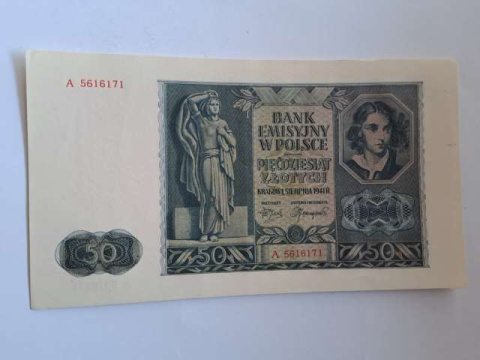 A 5616171
BANK
EMISYJNY
W POLSCE
PIĘĆDZIESIĄT
ZŁOTYCH
KRAKÓW 1. SIERPNIA 1941 R.
50
A 5616171
50
50